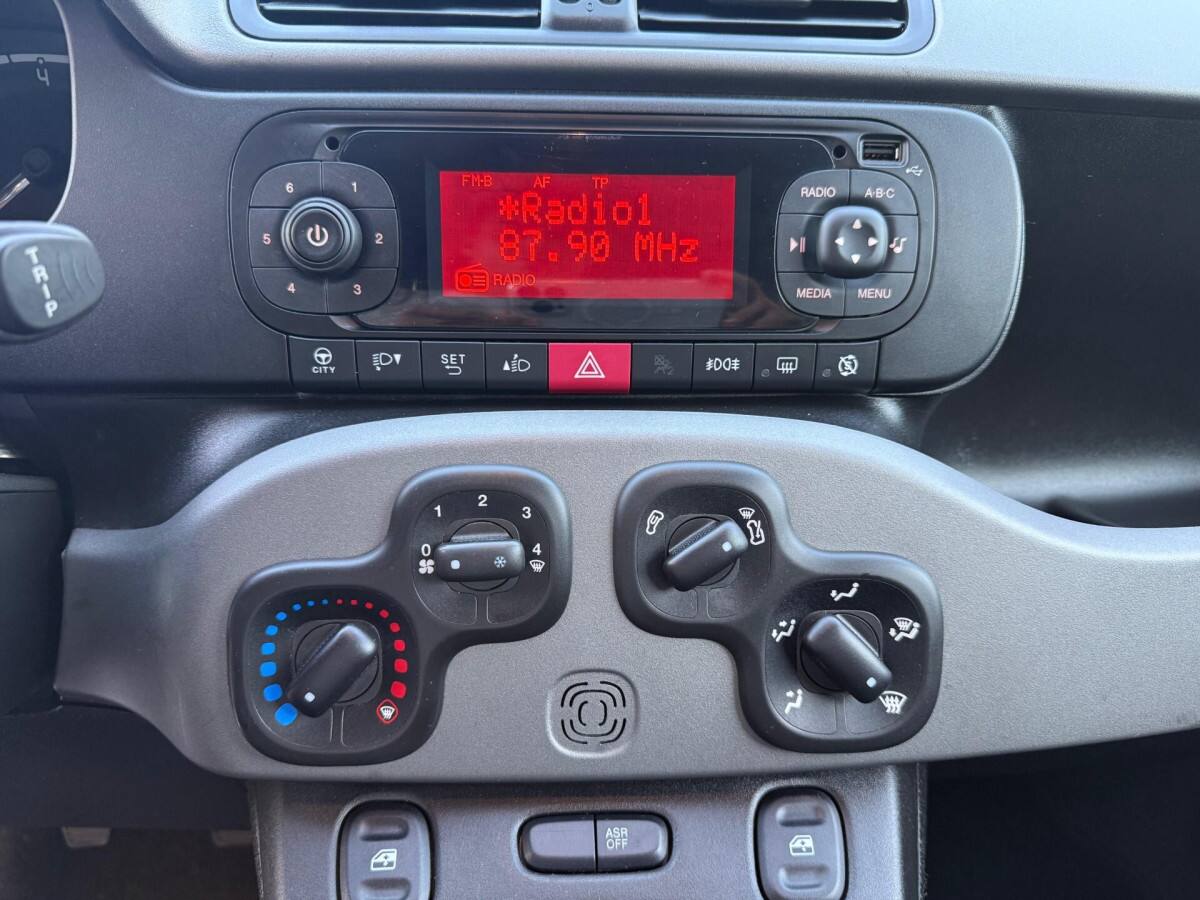 4
FM-B AF TP
*Radio1
87.90 MHz
RADIO
6 1
5 2
4 3
RADIO A·B·C
MEDIA MENU
TRIP
CITY
SET
1 2 3
0 4
ASR
OFF